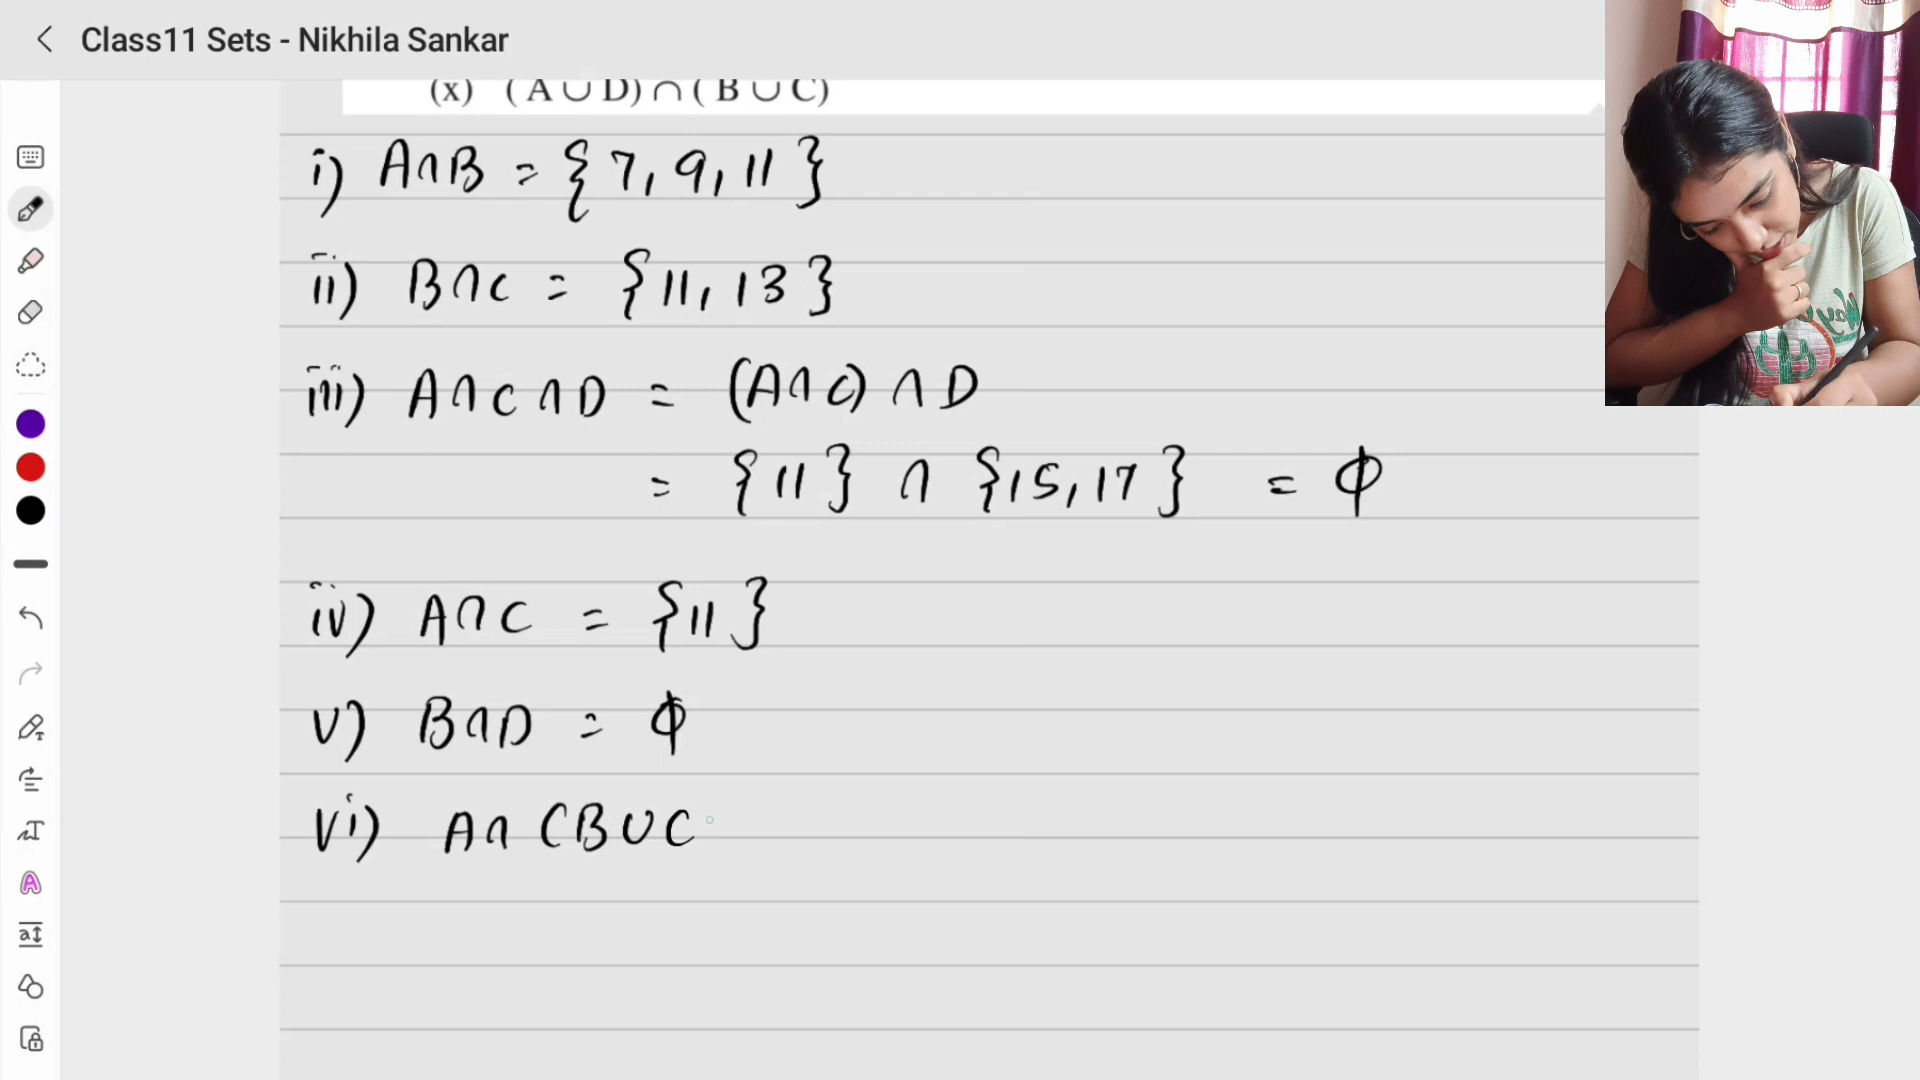 Class11 Sets - Nikhila Sankar
(x) ( A ∪ D) ∩ ( B ∪ C)
i) A∩B = {7, 9, 11}
ii) B∩C = {11, 13}
iii) A∩C∩D = (A∩C) ∩ D
= {11} ∩ {15, 17} = ϕ
iv) A∩C = {11}
v) B∩D = ϕ
vi) A∩ (B∪C